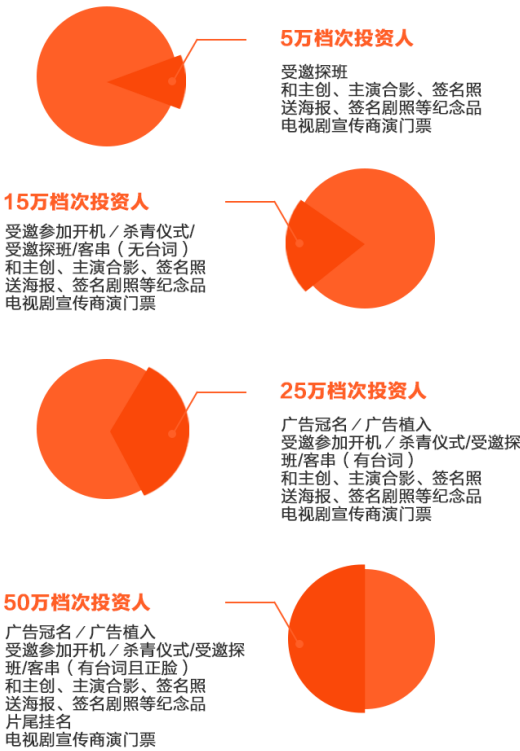 5万档次投资人
受邀探班
和主创、主演合影、签名照
送海报、签名剧照等纪念品
电视剧宣传商演门票
15万档次投资人
受邀参加开机／杀青仪式/
受邀探班/客串（无台词）
和主创、主演合影、签名照
送海报、签名剧照等纪念品
电视剧宣传商演门票
25万档次投资人
广告冠名／广告植入
受邀参加开机／杀青仪式/受邀探
班/客串（有台词）
和主创、主演合影、签名照
送海报、签名剧照等纪念品
电视剧宣传商演门票
50万档次投资人
广告冠名／广告植入
受邀参加开机／杀青仪式/受邀探
班/客串（有台词且正脸）
和主创、主演合影、签名照
送海报、签名剧照等纪念品
片尾挂名
电视剧宣传商演门票